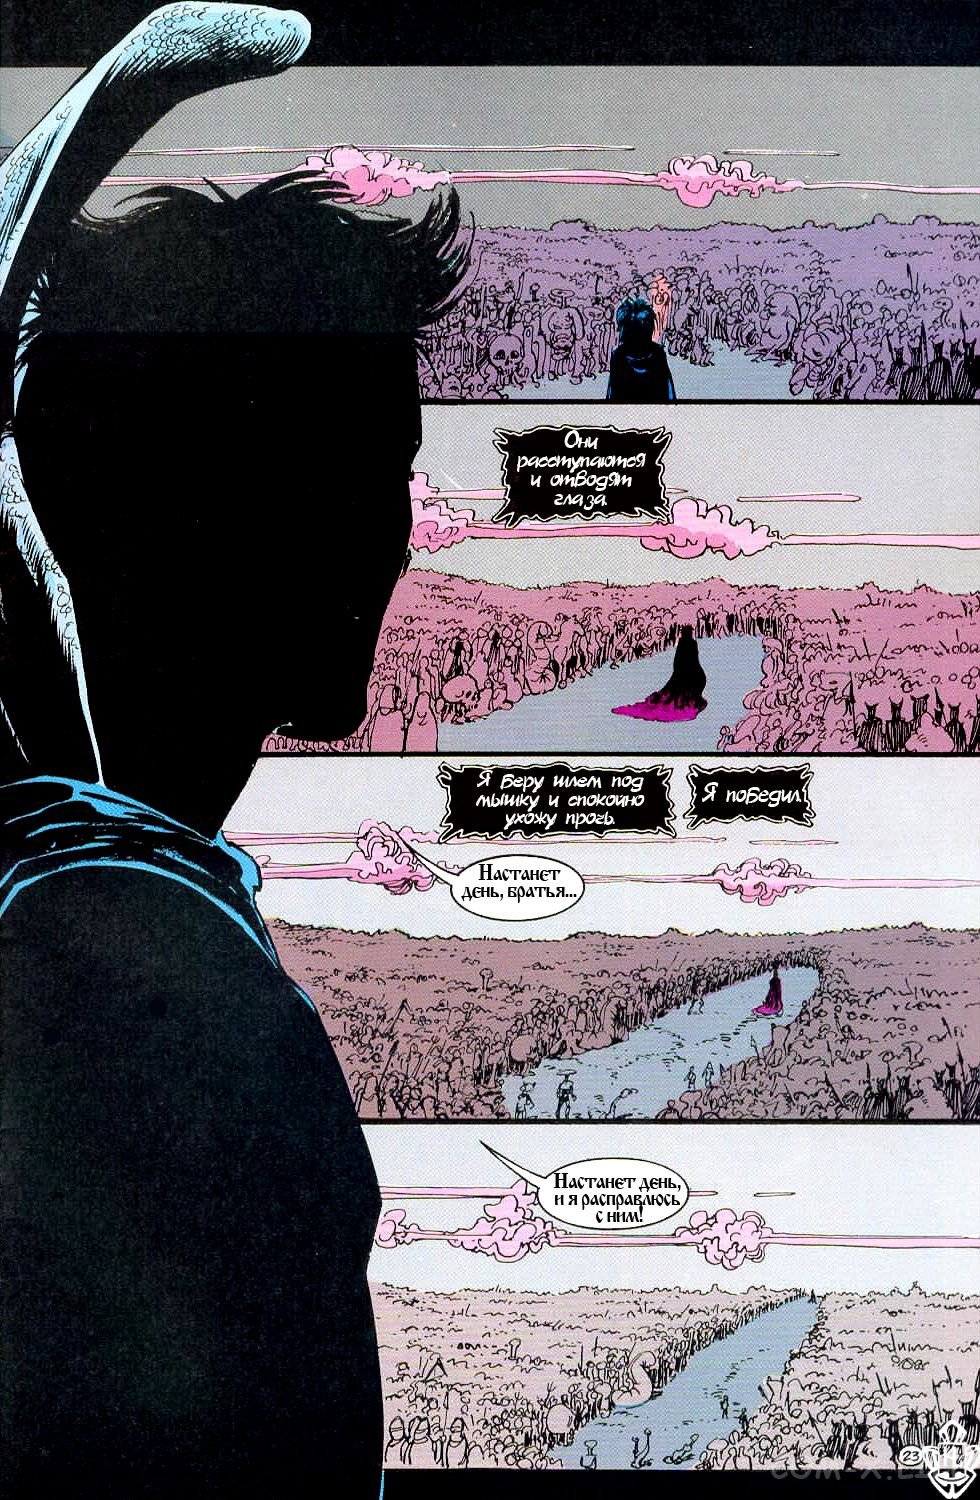 Они
расступаются
и отводят
глаза.
Я беру шлем под
мышку и спокойно
ухожу прочь.
Я победил.
Настанет
день, братья...
Настанет день,
и я расправлюсь
с ним!
23